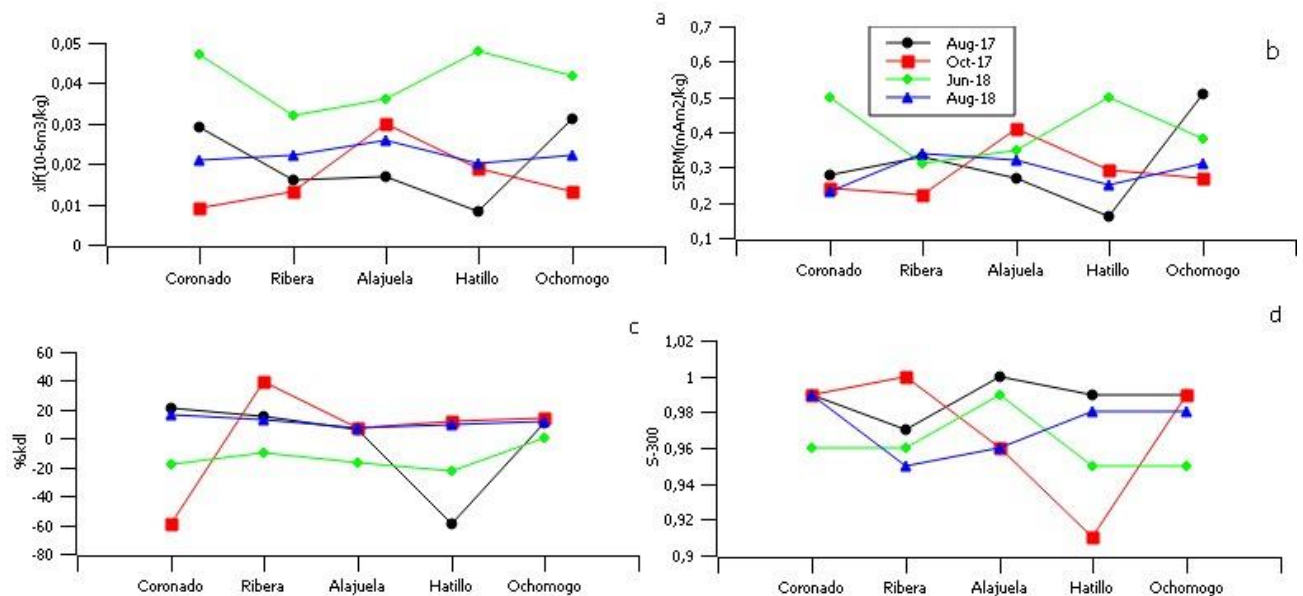 a
xlf(10-6m3/kg)
0,05
0,04
0,03
0,02
0,01
0
Coronado Ribera Alajuela Hatillo Ochomogo
b
SIRM(mAm2/kg)
0,7
0,6
0,5
0,4
0,3
0,2
0,1
Aug-17
Oct-17
Jun-18
Aug-18
Coronado Ribera Alajuela Hatillo Ochomogo
c
%kdl
60
40
20
0
-20
-40
-60
-80
Coronado Ribera Alajuela Hatillo Ochomogo
d
S-300
1,02
1
0,98
0,96
0,94
0,92
0,9
Coronado Ribera Alajuela Hatillo Ochomogo